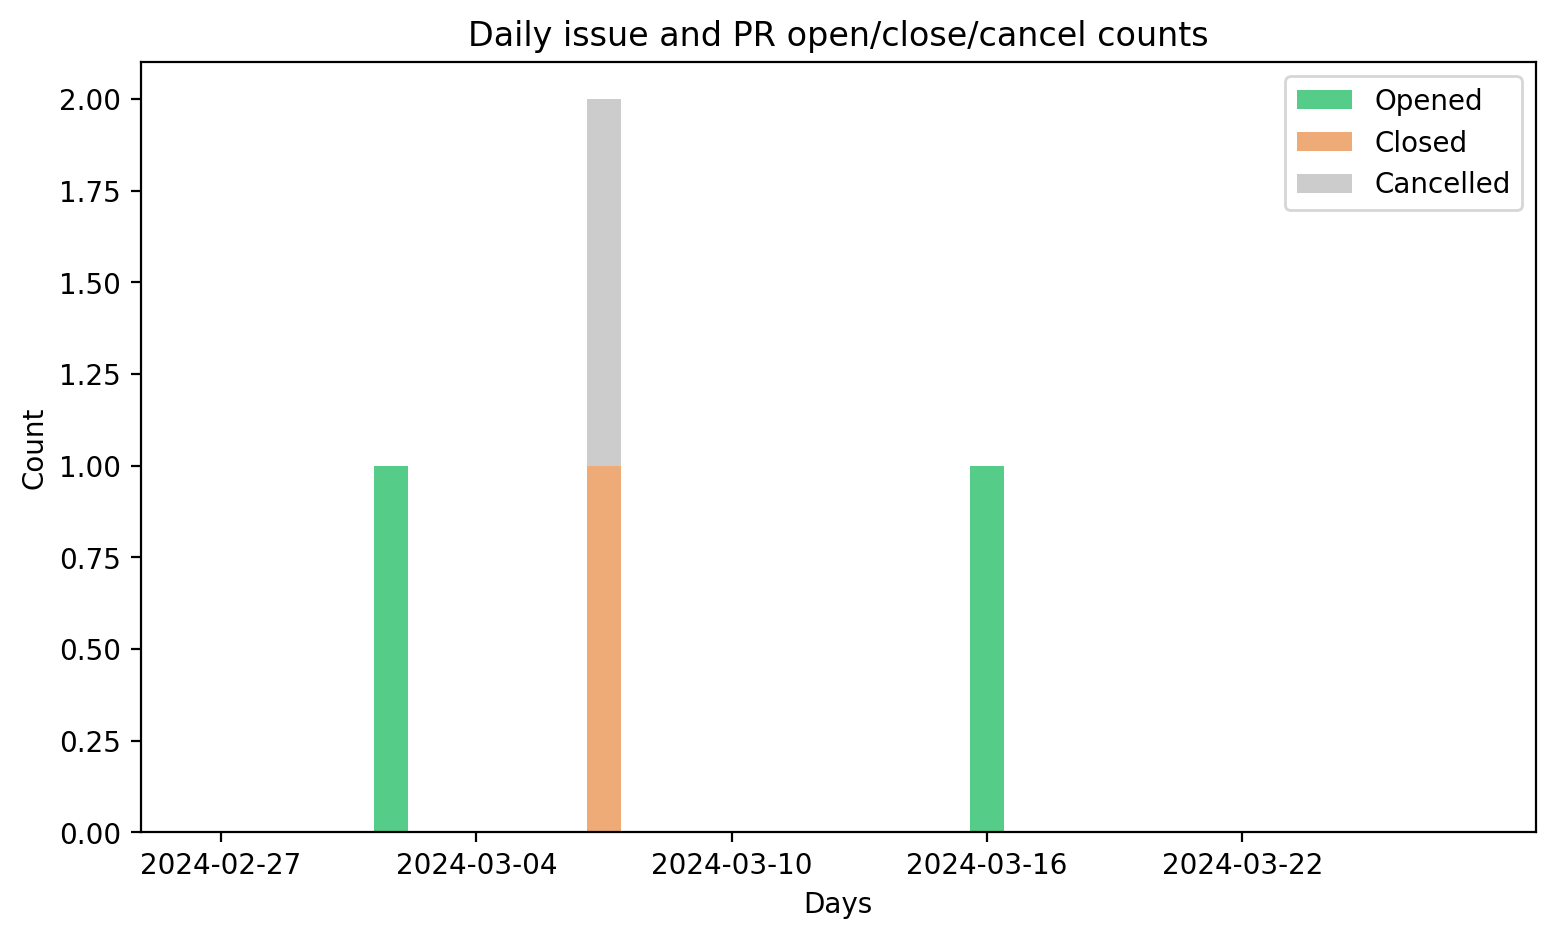 Daily issue and PR open/close/cancel counts
2.00
1.75
1.50
1.25
1.00
0.75
0.50
0.25
0.00
Count
Opened
Closed
Cancelled
2024-02-27
2024-03-04
2024-03-10
2024-03-16
2024-03-22
Days